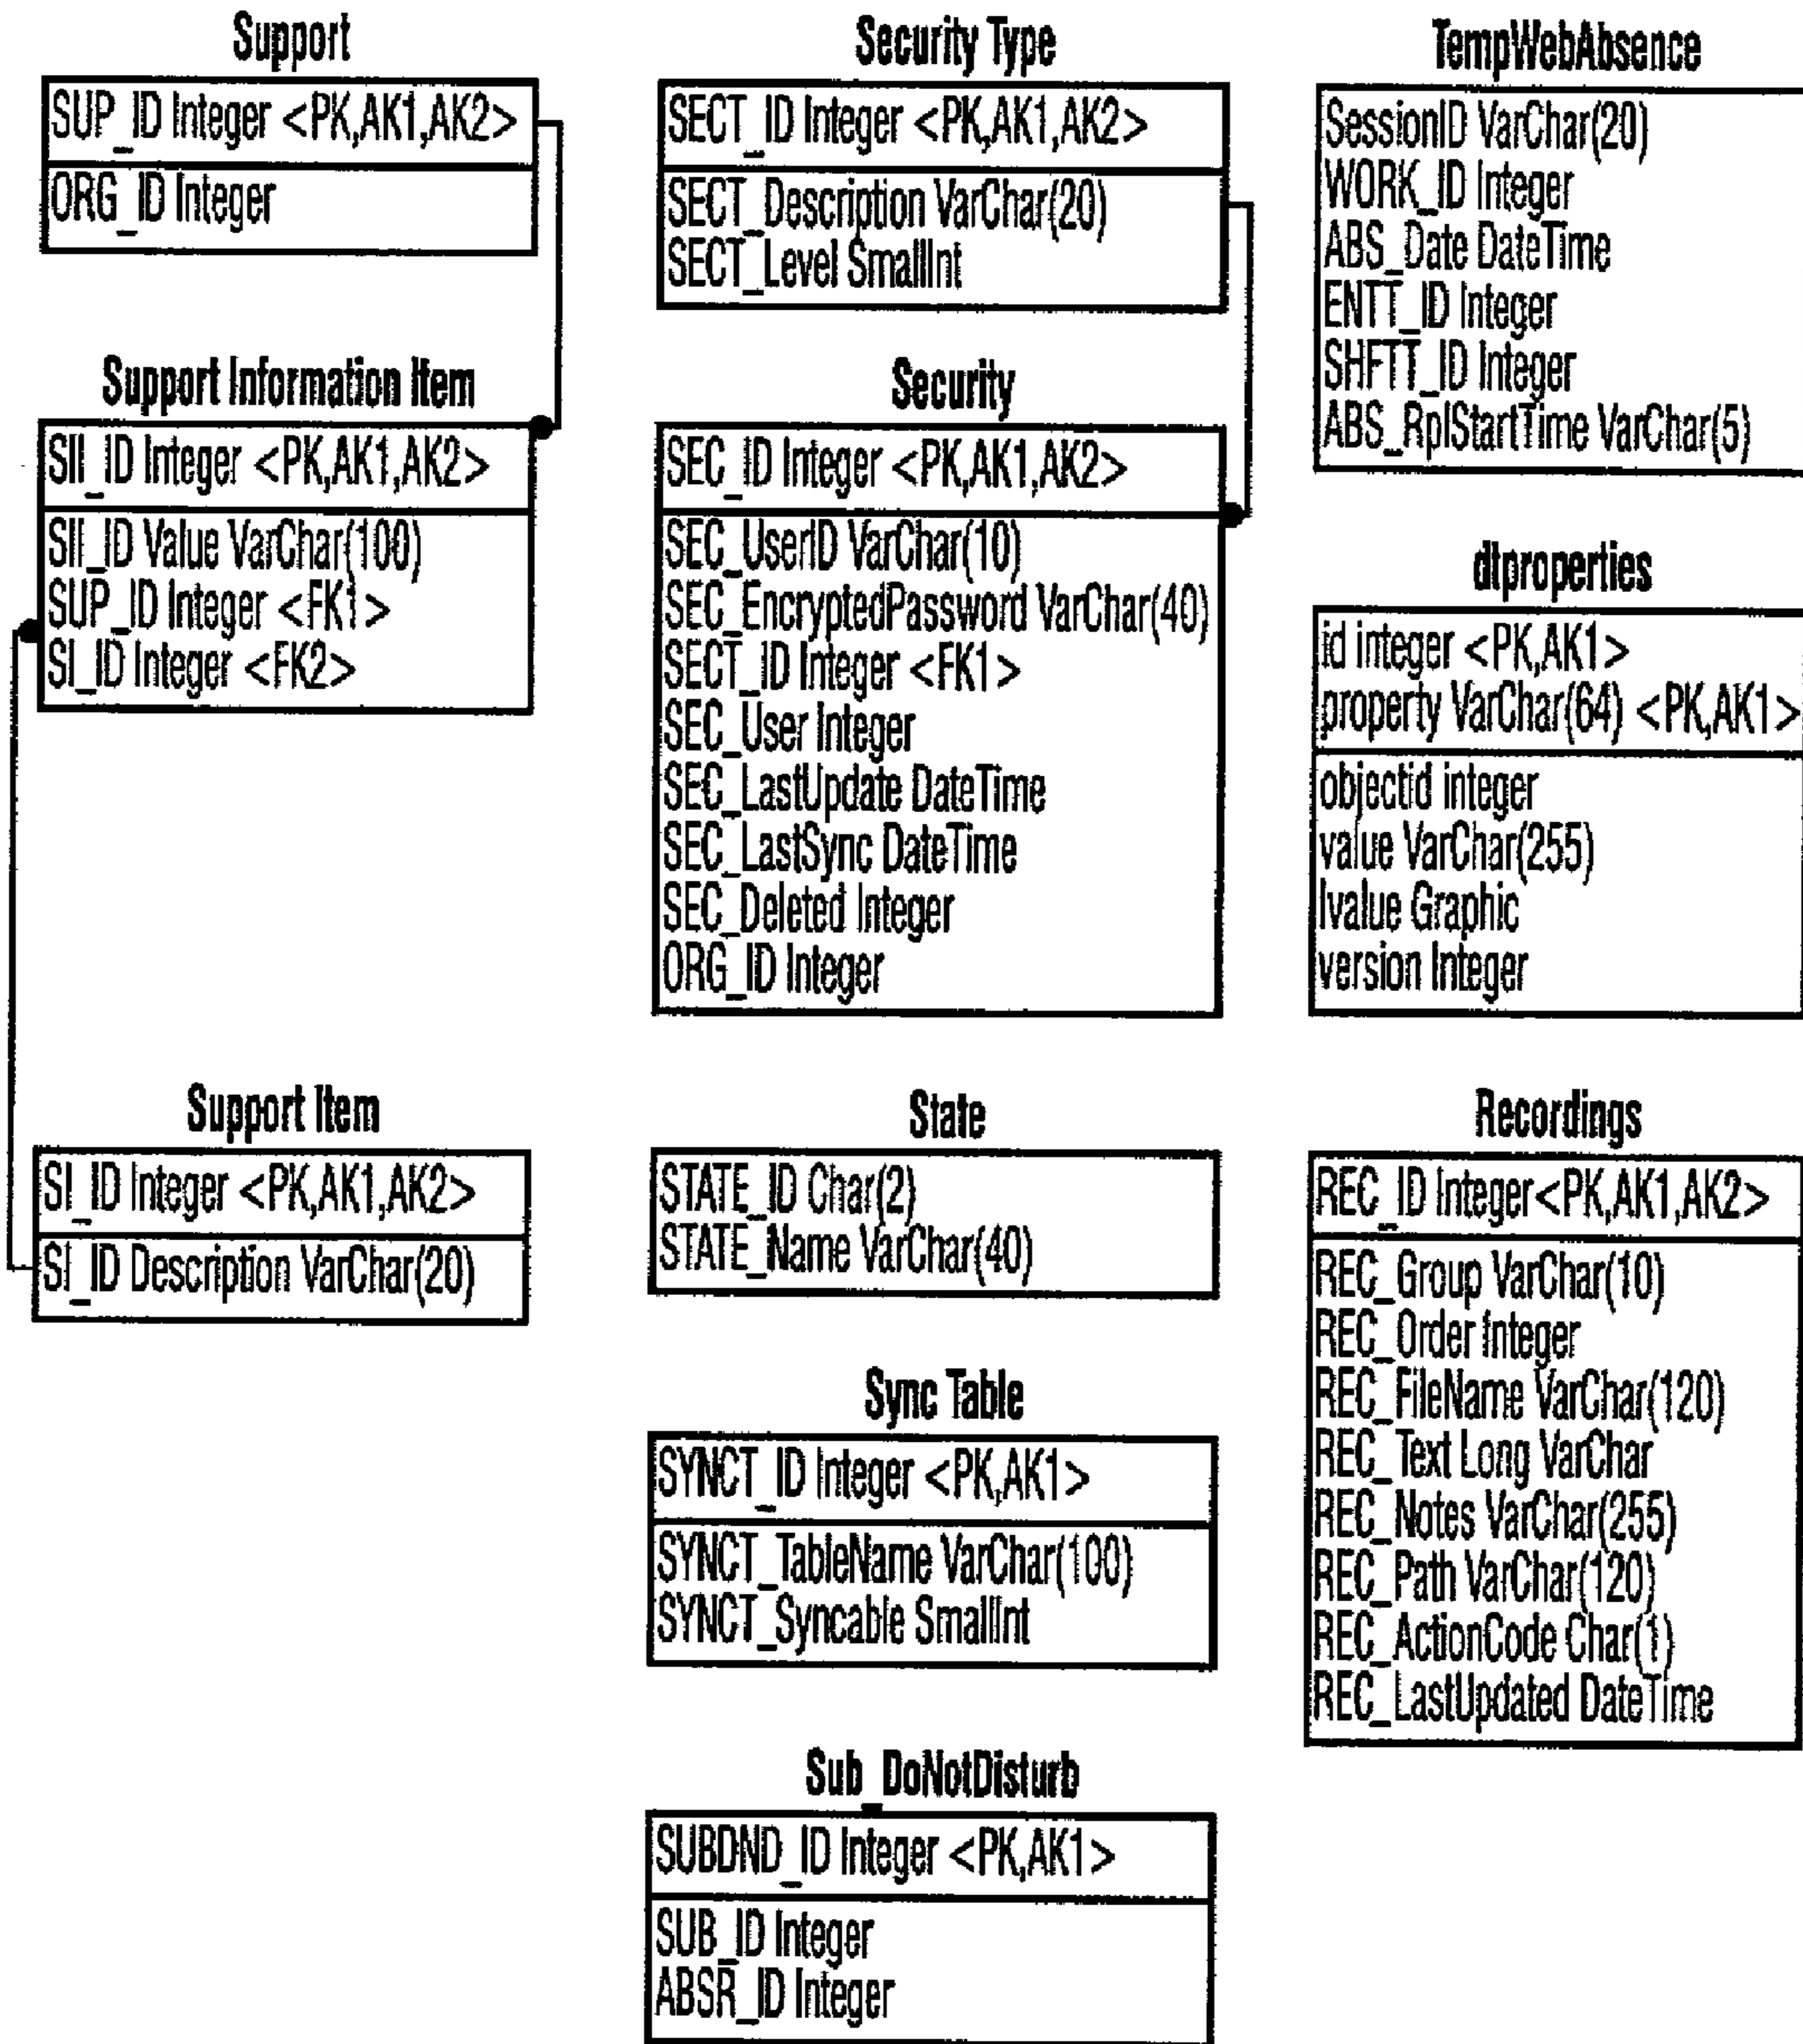 Support
SUP_ID Integer <PK,AK1,AK2>
ORG_ID Integer
Support Information Item
SII_ID Integer <PK,AK1,AK2>
SII_ID Value VarChar(100)
SUP_ID Integer <FK1>
SI_ID Integer <FK2>
Support Item
SI_ID Integer <PK,AK1,AK2>
SI_ID Description VarChar(20)
Security Type
SECT_ID Integer <PK,AK1,AK2>
SECT_Description VarChar(20)
SECT_Level SmallInt
Security
SEC_ID Integer <PK,AK1,AK2>
SEC_UserID VarChar(10)
SEC_EncryptedPassword VarChar(40)
SECT_ID Integer <FK1>
SEC_User Integer
SEC_LastUpdate DateTime
SEC_LastSync DateTime
SEC_Deleted Integer
ORG_ID Integer
State
STATE_ID Char(2)
STATE_Name VarChar(40)
Sync Table
SYNCT_ID Integer <PK,AK1>
SYNCT_TableName VarChar(100)
SYNCT_Syncable SmallInt
Sub_DoNotDisturb
SUBDND_ID Integer <PK,AK1>
SUB_ID Integer
ABSR_ID Integer
TempWebAbsence
SessionID VarChar(20)
WORK_ID Integer
ABS_Date DateTime
ENTT_ID Integer
SHFTT_ID Integer
ABS_RplStartTime VarChar(5)
dtproperties
id integer <PK,AK1>
property VarChar(64) <PK,AK1>
objectid integer
value VarChar(255)
lvalue Graphic
version Integer
Recordings
REC_ID Integer<PK,AK1,AK2>
REC_Group VarChar(10)
REC_Order Integer
REC_FileName VarChar(120)
REC_Text Long VarChar
REC_Notes VarChar(255)
REC_Path VarChar(120)
REC_ActionCode Char(1)
REC_LastUpdated DateTime